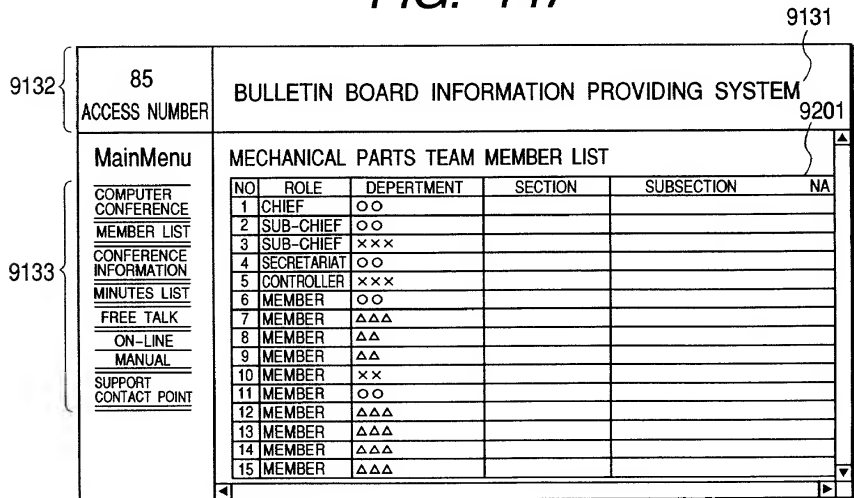 9131
9132
85
ACCESS NUMBER
BULLETIN BOARD INFORMATION PROVIDING SYSTEM
9201
MainMenu
9133
COMPUTER
CONFERENCE
MEMBER LIST
CONFERENCE
INFORMATION
MINUTES LIST
FREE TALK
ON-LINE
MANUAL
SUPPORT
CONTACT POINT
MECHANICAL PARTS TEAM MEMBER LIST
NO ROLE DEPERTMENT SECTION SUBSECTION NA
1 CHIEF ○○
2 SUB-CHIEF ○○
3 SUB-CHIEF ×××
4 SECRETARIAT ○○
5 CONTROLLER ×××
6 MEMBER ○○
7 MEMBER △△△
8 MEMBER △△
9 MEMBER △△
10 MEMBER ××
11 MEMBER ○○
12 MEMBER △△△
13 MEMBER △△△
14 MEMBER △△△
15 MEMBER △△△